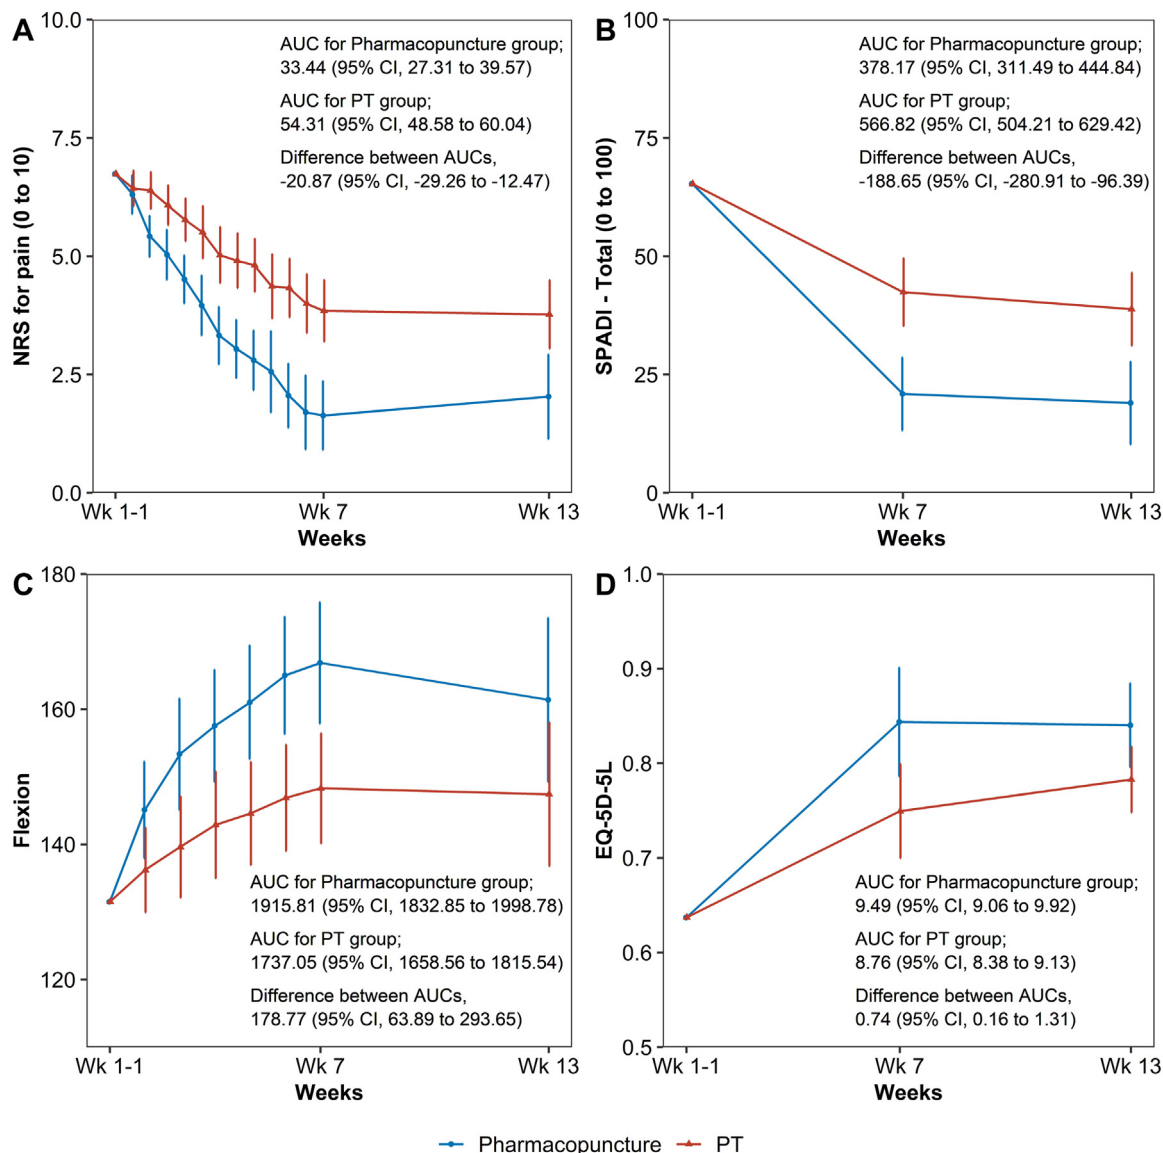 A
NRS for pain (0 to 10)
10.0
7.5
5.0
2.5
0.0
AUC for Pharmacopuncture group;
33.44 (95% CI, 27.31 to 39.57)
AUC for PT group;
54.31 (95% CI, 48.58 to 60.04)
Difference between AUCs,
-20.87 (95% CI, -29.26 to -12.47)
Wk 1-1 Wk 7 Wk 13
Weeks
B
SPADI - Total (0 to 100)
100
75
50
25
0
AUC for Pharmacopuncture group;
378.17 (95% CI, 311.49 to 444.84)
AUC for PT group;
566.82 (95% CI, 504.21 to 629.42)
Difference between AUCs,
-188.65 (95% CI, -280.91 to -96.39)
Wk 1-1 Wk 7 Wk 13
Weeks
C
Flexion
180
160
140
120
AUC for Pharmacopuncture group;
1915.81 (95% CI, 1832.85 to 1998.78)
AUC for PT group;
1737.05 (95% CI, 1658.56 to 1815.54)
Difference between AUCs,
178.77 (95% CI, 63.89 to 293.65)
Wk 1-1 Wk 7 Wk 13
Weeks
D
EQ-5D-5L
1.0
0.9
0.8
0.7
0.6
0.5
AUC for Pharmacopuncture group;
9.49 (95% CI, 9.06 to 9.92)
AUC for PT group;
8.76 (95% CI, 8.38 to 9.13)
Difference between AUCs,
0.74 (95% CI, 0.16 to 1.31)
Wk 1-1 Wk 7 Wk 13
Weeks
Pharmacopuncture PT